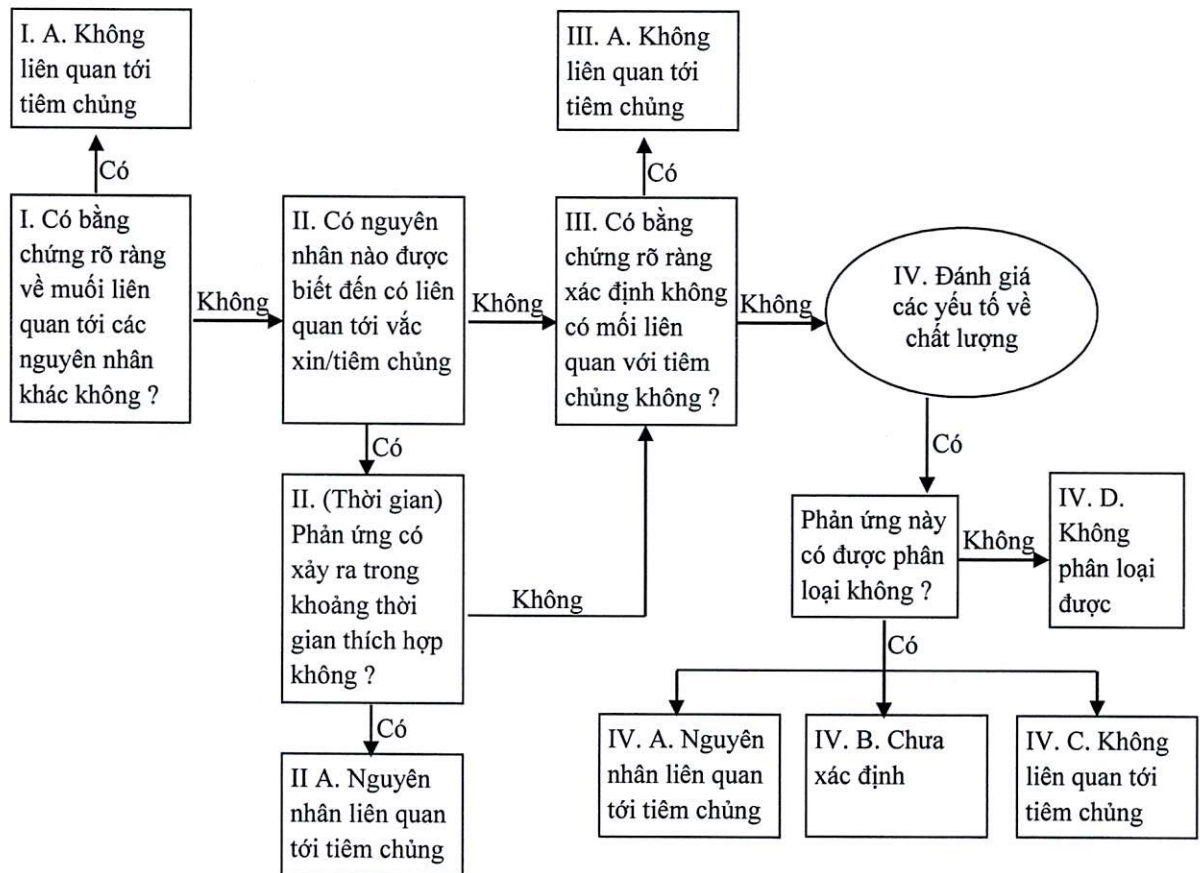 I. A. Không
liên quan tới
tiêm chủng
III. A. Không
liên quan tới
tiêm chủng
Có
Có
I. Có bằng
chứng rõ ràng
về muối liên
quan tới các
nguyên nhân
khác không ?
Không
II. Có nguyên
nhân nào được
biết đến có liên
quan tới vắc
xin/tiêm chủng
Không
III. Có bằng
chứng rõ ràng
xác định không
có mối liên
quan với tiêm
chủng không ?
Không
IV. Đánh giá
các yếu tố về
chất lượng
Có
Có
II. (Thời gian)
Phản ứng có
xảy ra trong
khoảng thời
gian thích hợp
không ?
Không
Phản ứng này
có được phân
loại không ?
Không
IV. D.
Không
phân loại
được
Có
Có
II A. Nguyên
nhân liên quan
tới tiêm chủng
IV. A. Nguyên
nhân liên quan
tới tiêm chủng
IV. B. Chưa
xác định
IV. C. Không
liên quan tới
tiêm chủng